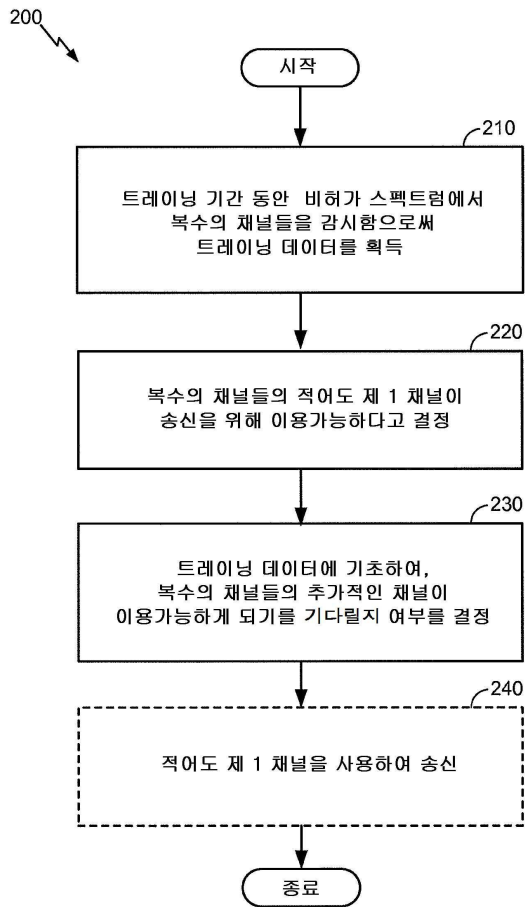 200
시작
210
트레이닝 기간 동안 비허가 스펙트럼에서
복수의 채널들을 감시함으로써
트레이닝 데이터를 획득
220
복수의 채널들의 적어도 제 1 채널이
송신을 위해 이용가능하다고 결정
230
트레이닝 데이터에 기초하여,
복수의 채널들의 추가적인 채널이
이용가능하게 되기를 기다릴지 여부를 결정
240
적어도 제 1 채널을 사용하여 송신
종료